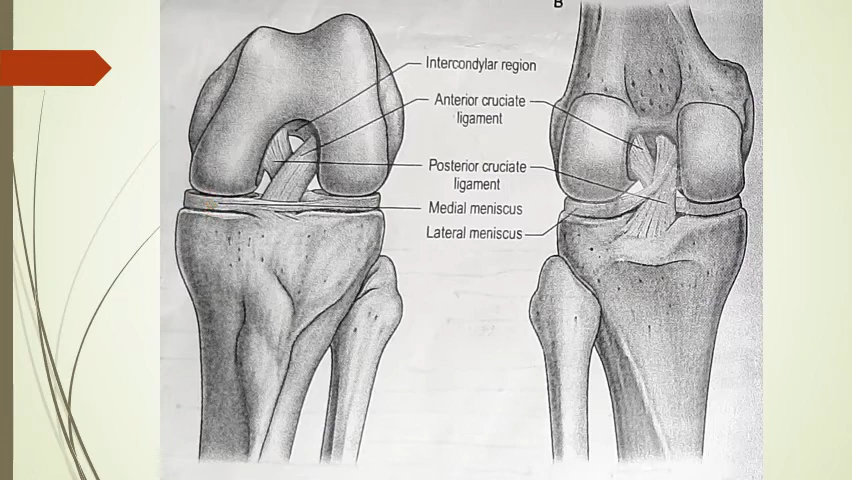 B
Intercondylar region
Anterior cruciate
ligament
Posterior cruciate
ligament
Medial meniscus
Lateral meniscus